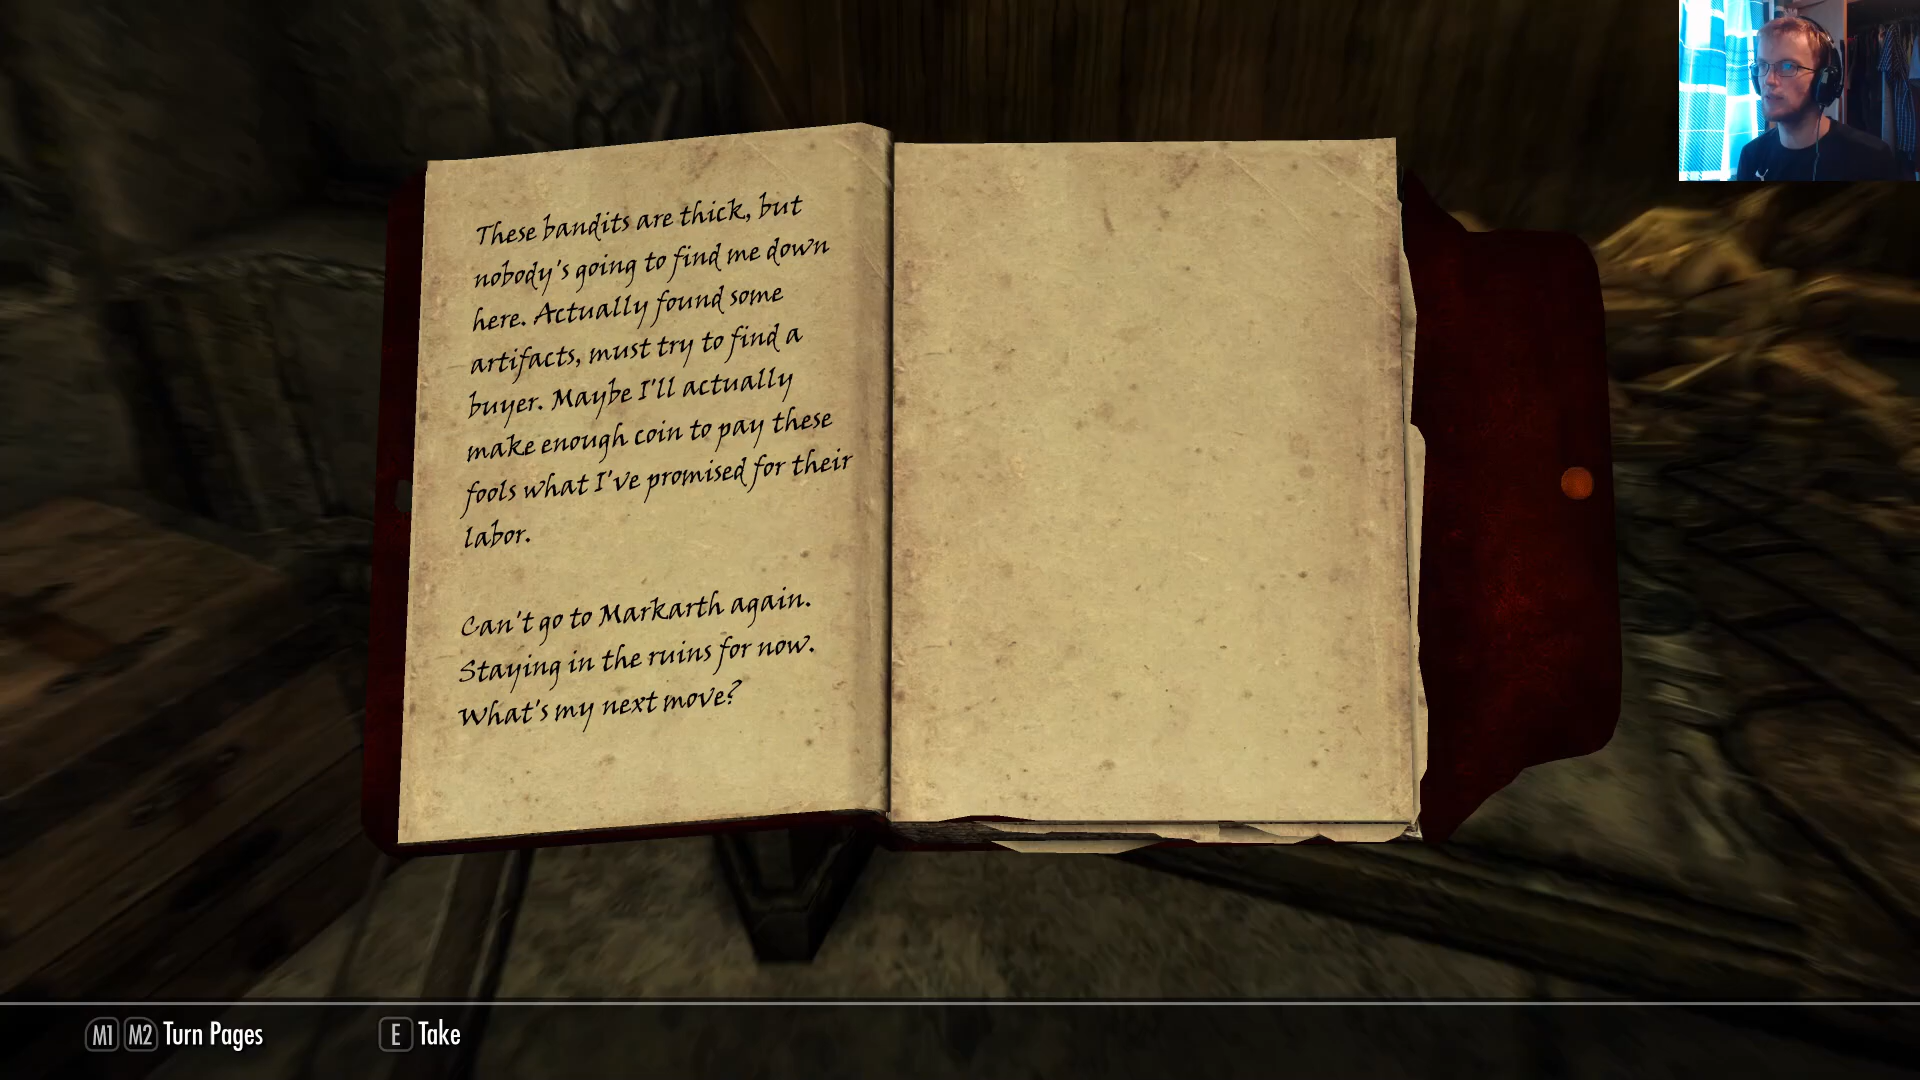 These bandits are thick, but
nobody's going to find me down
here. Actually found some
artifacts, must try to find a
buyer. Maybe I'll actually
make enough coin to pay these
fools what I've promised for their
labor.
Can't go to Markarth again.
Staying in the ruins for now.
What's my next move?
M1 M2 Turn Pages
E Take